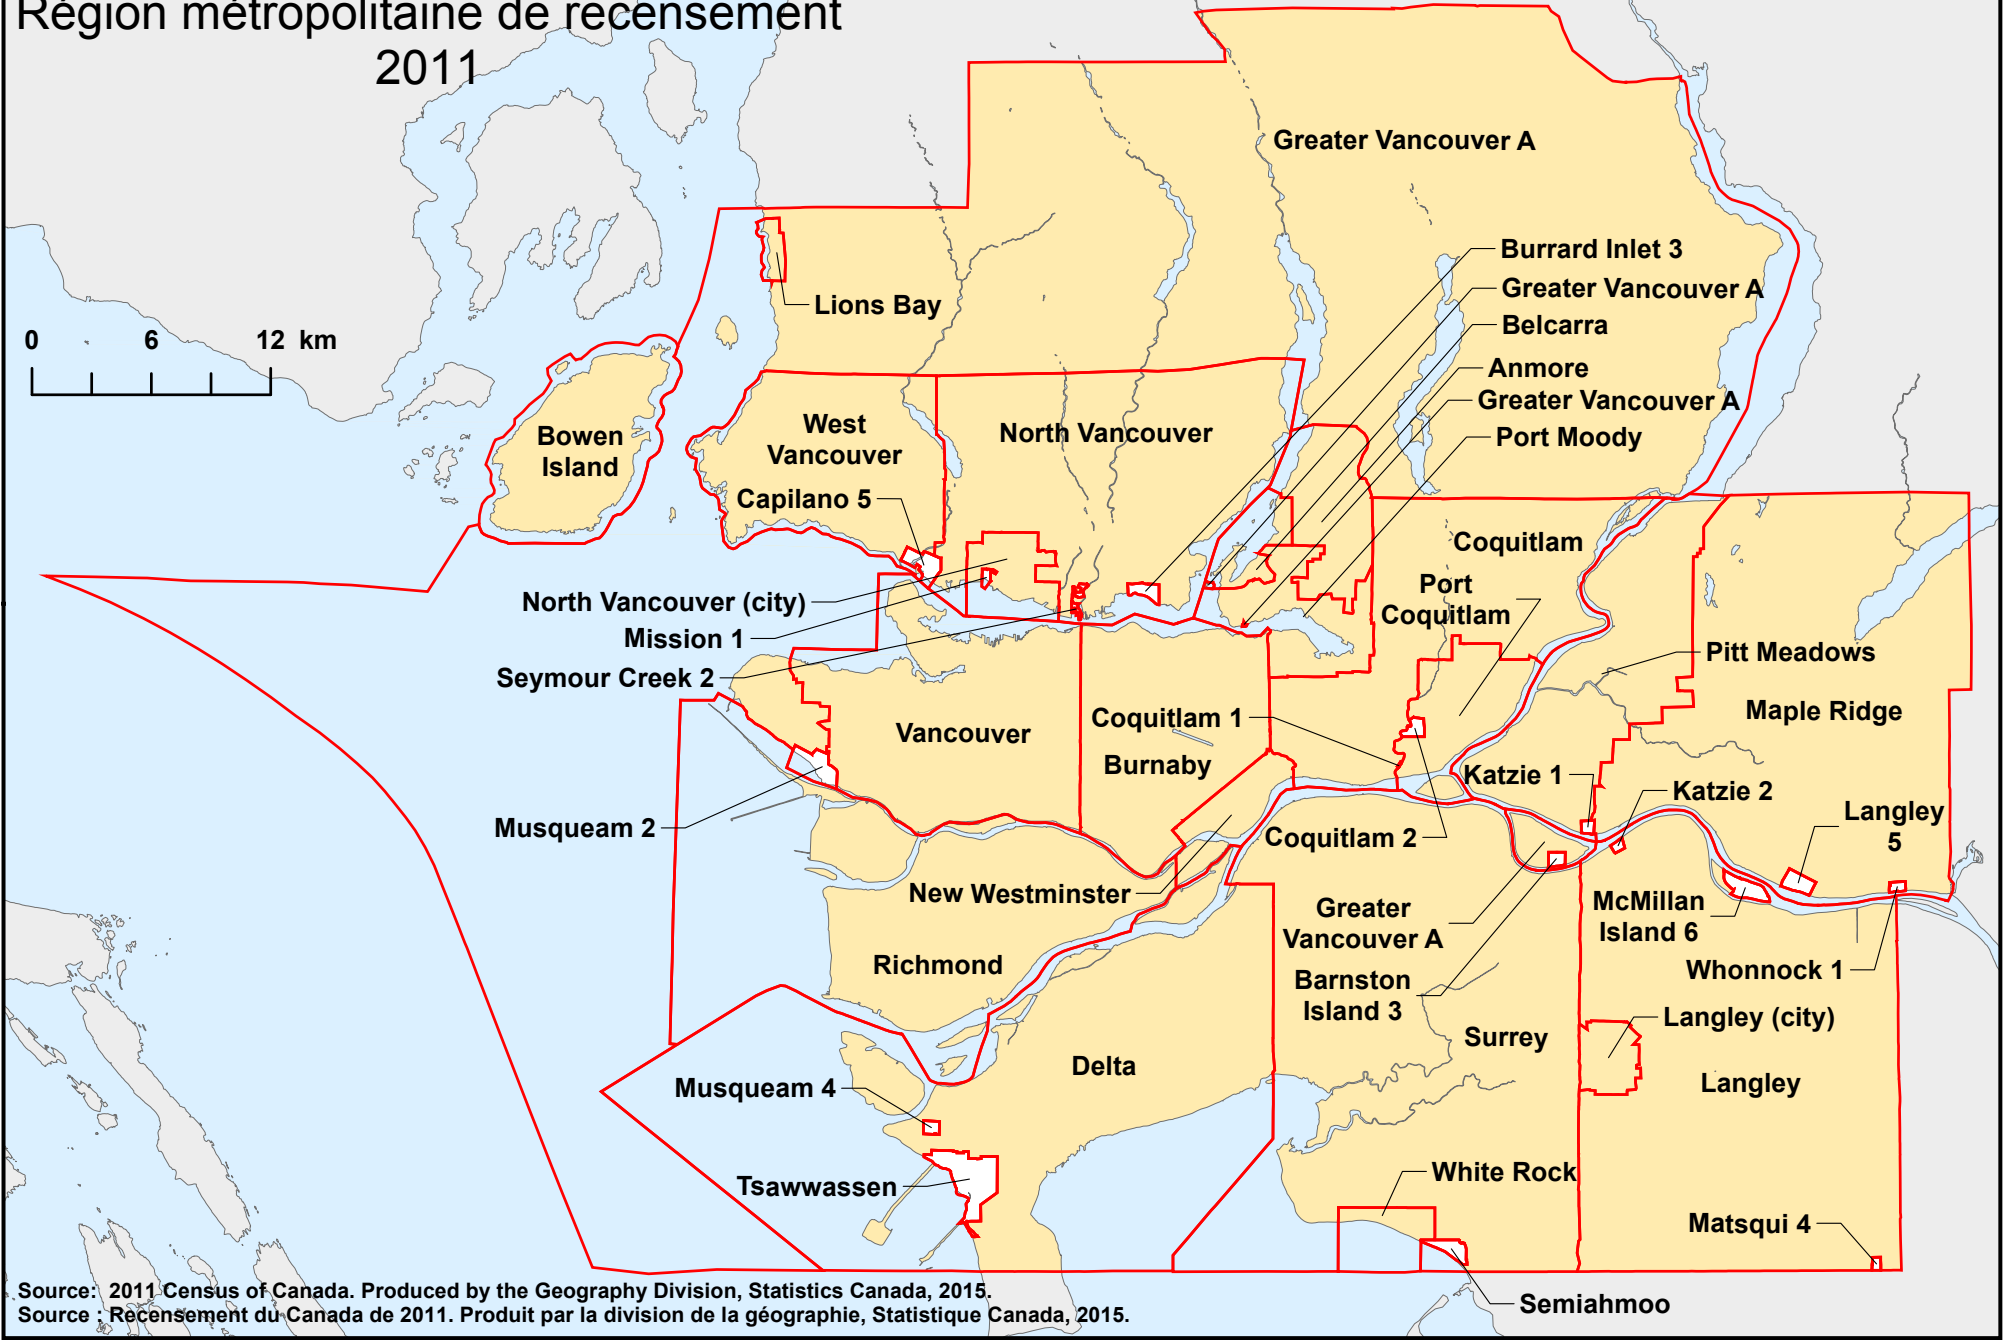 Région métropolitaine de recensement
2011
Greater Vancouver A
Burrard Inlet 3
Greater Vancouver A
Lions Bay
Belcarra
0 6 12 km
Anmore
Greater Vancouver A
Bowen
Island
West
Vancouver
North Vancouver
Port Moody
Capilano 5
Coquitlam
Port
Coquitlam
North Vancouver (city)
Mission 1
Seymour Creek 2
Pitt Meadows
Maple Ridge
Vancouver
Coquitlam 1
Burnaby
Katzie 1
Katzie 2
Langley
5
Musqueam 2
Coquitlam 2
New Westminster
Greater
Vancouver A
McMillan
Island 6
Richmond
Barnston
Island 3
Whonnock 1
Langley (city)
Surrey
Delta
Musqueam 4
Langley
Tsawwassen
White Rock
Matsqui 4
Semiahmoo
Source: 2011 Census of Canada. Produced by the Geography Division, Statistics Canada, 2015.
Source : Recensement du Canada de 2011. Produit par la division de la géographie, Statistique Canada, 2015.